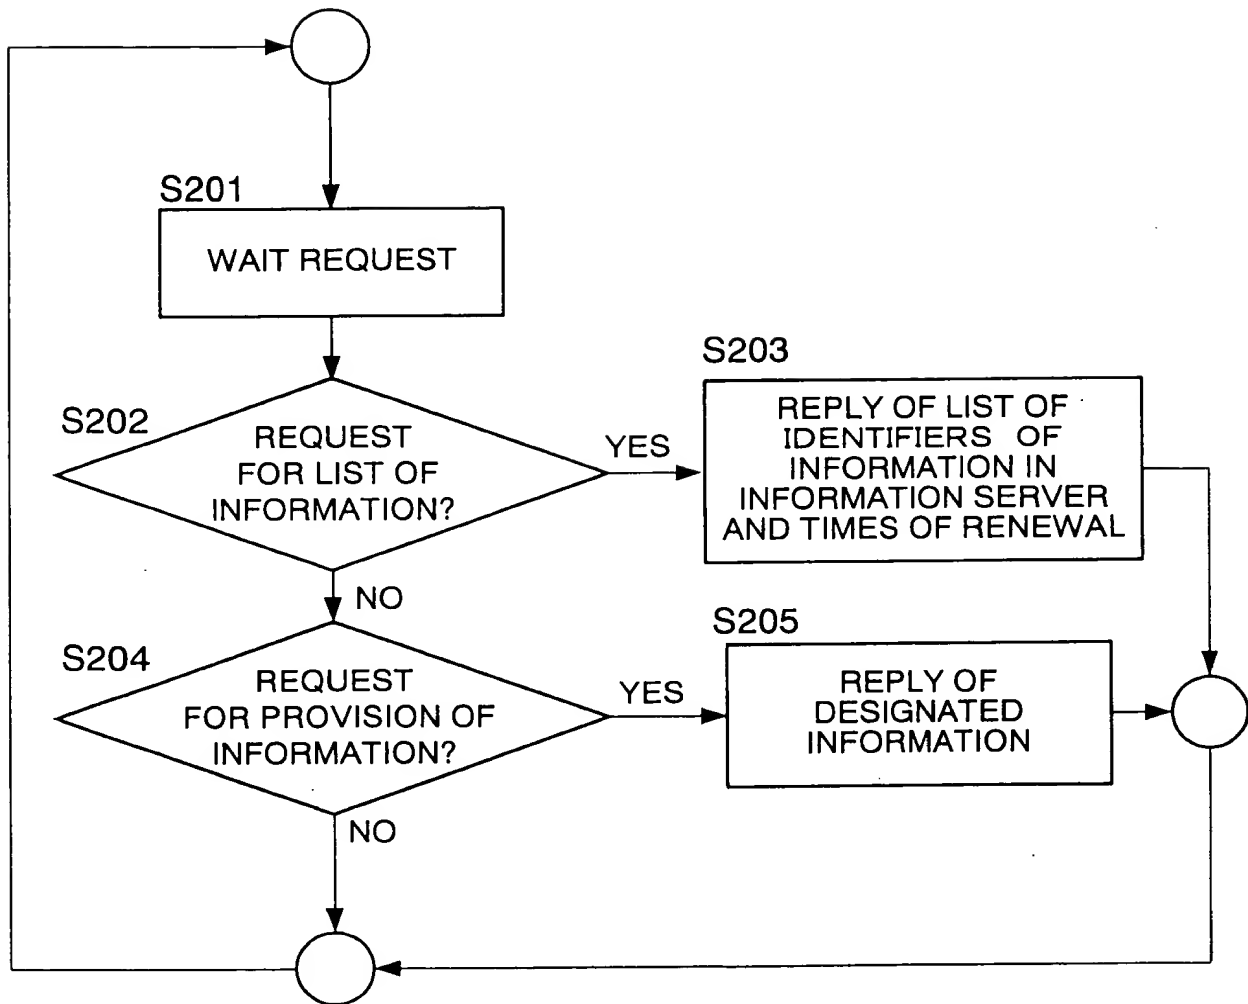 S201
WAIT REQUEST
S202
REQUEST
FOR LIST OF
INFORMATION?
YES
S203
REPLY OF LIST OF
IDENTIFIERS OF
INFORMATION IN
INFORMATION SERVER
AND TIMES OF RENEWAL
NO
S204
REQUEST
FOR PROVISION OF
INFORMATION?
YES
S205
REPLY OF
DESIGNATED
INFORMATION
NO